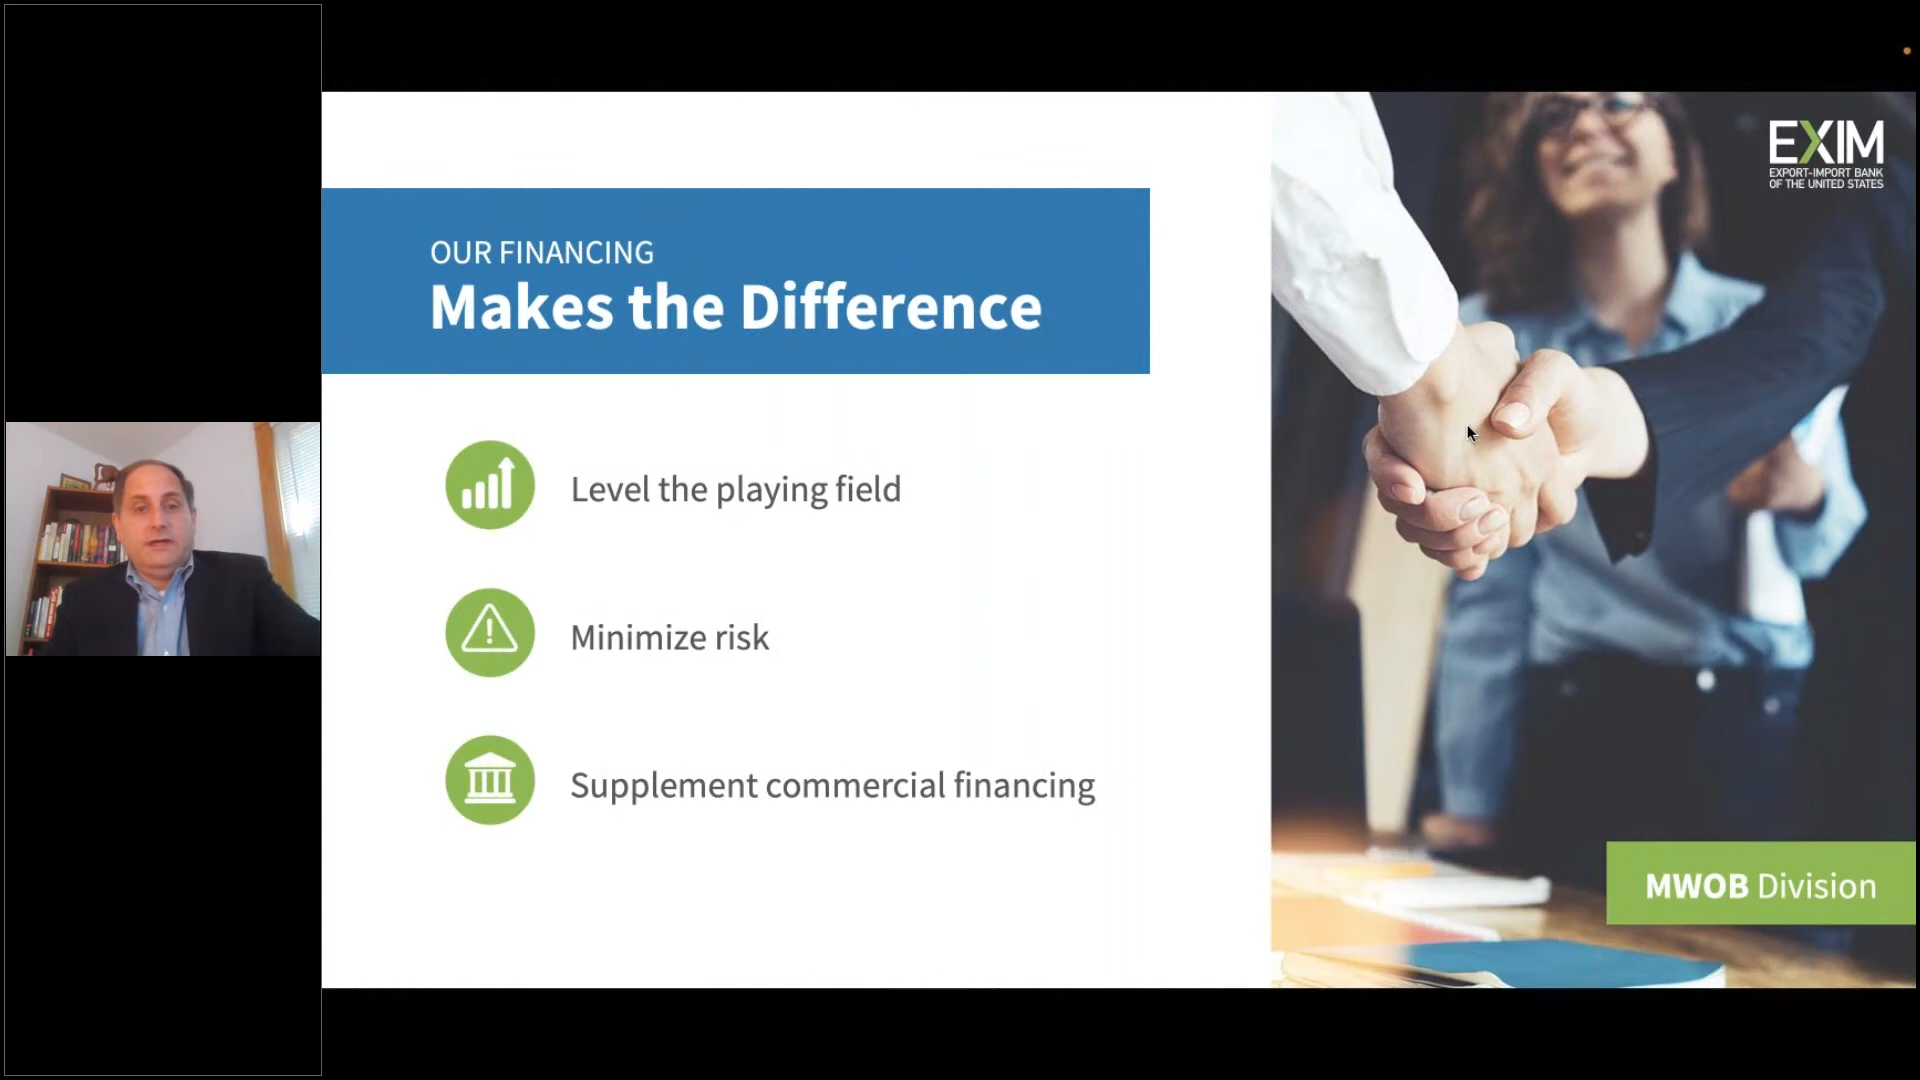 OUR FINANCING
Makes the Difference
Level the playing field
Minimize risk
Supplement commercial financing
EXIM
EXPORT-IMPORT BANK
OF THE UNITED STATES
MWOB Division